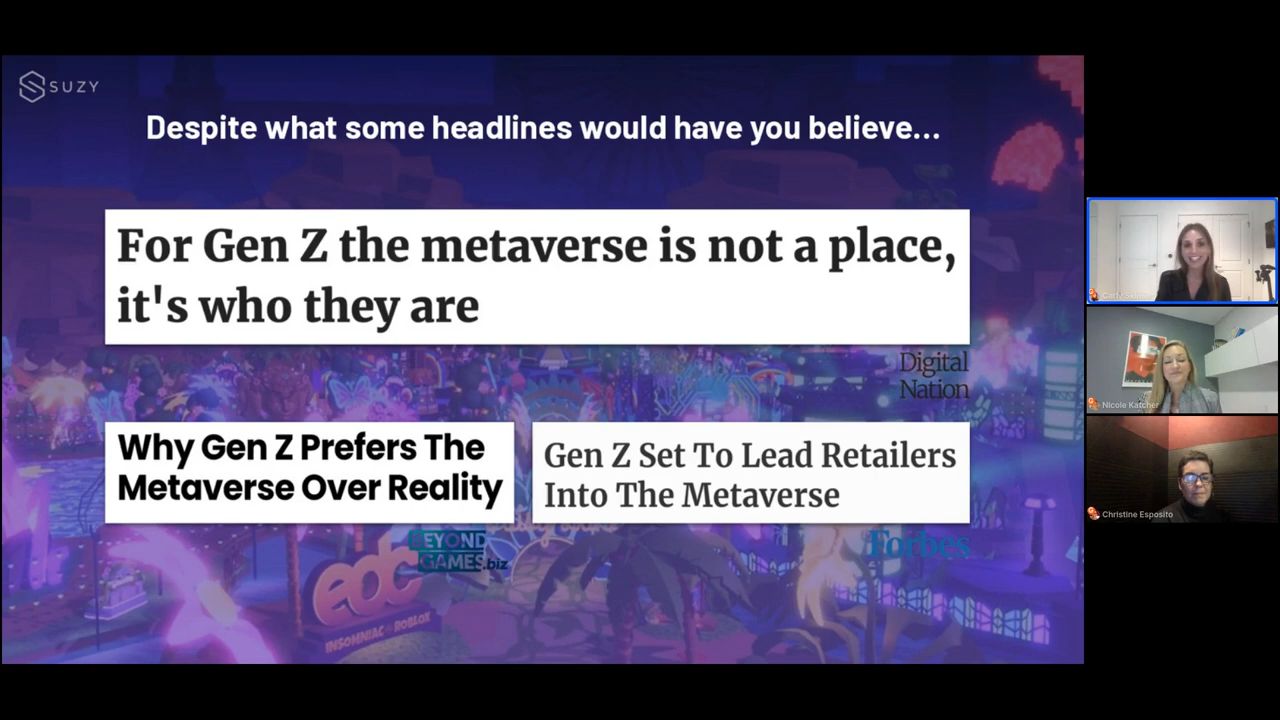 SUZY
Despite what some headlines would have you believe...
For Gen Z the metaverse is not a place,
it's who they are
Digital
Nation
Why Gen Z Prefers The
Metaverse Over Reality
Gen Z Set To Lead Retailers
Into The Metaverse
BEYOND
GAMES.biz
Forbes
edc
INSOMNIAC ROBLOX
Nicole Katcher
Christine Esposito